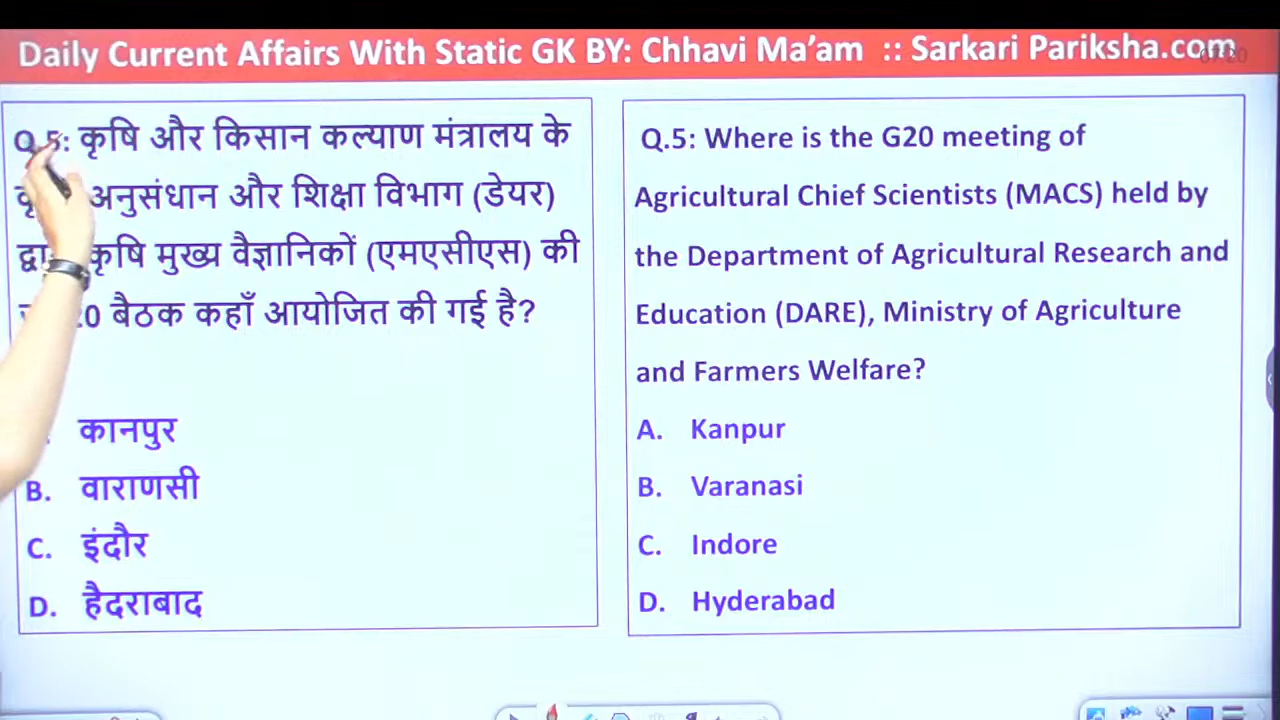 Daily Current Affairs With Static GK BY: Chhavi Ma’am :: Sarkari Pariksha.com
Q.5: कृषि और किसान कल्याण मंत्रालय के
अनुसंधान और शिक्षा विभाग (डेयर)
कृषि मुख्य वैज्ञानिकों (एमएसीएस) की
बैठक कहाँ आयोजित की गई है?
कानपुर
B. वाराणसी
C. इंदौर
D. हैदराबाद
Q.5: Where is the G20 meeting of
Agricultural Chief Scientists (MACS) held by
the Department of Agricultural Research and
Education (DARE), Ministry of Agriculture
and Farmers Welfare?
A. Kanpur
B. Varanasi
C. Indore
D. Hyderabad